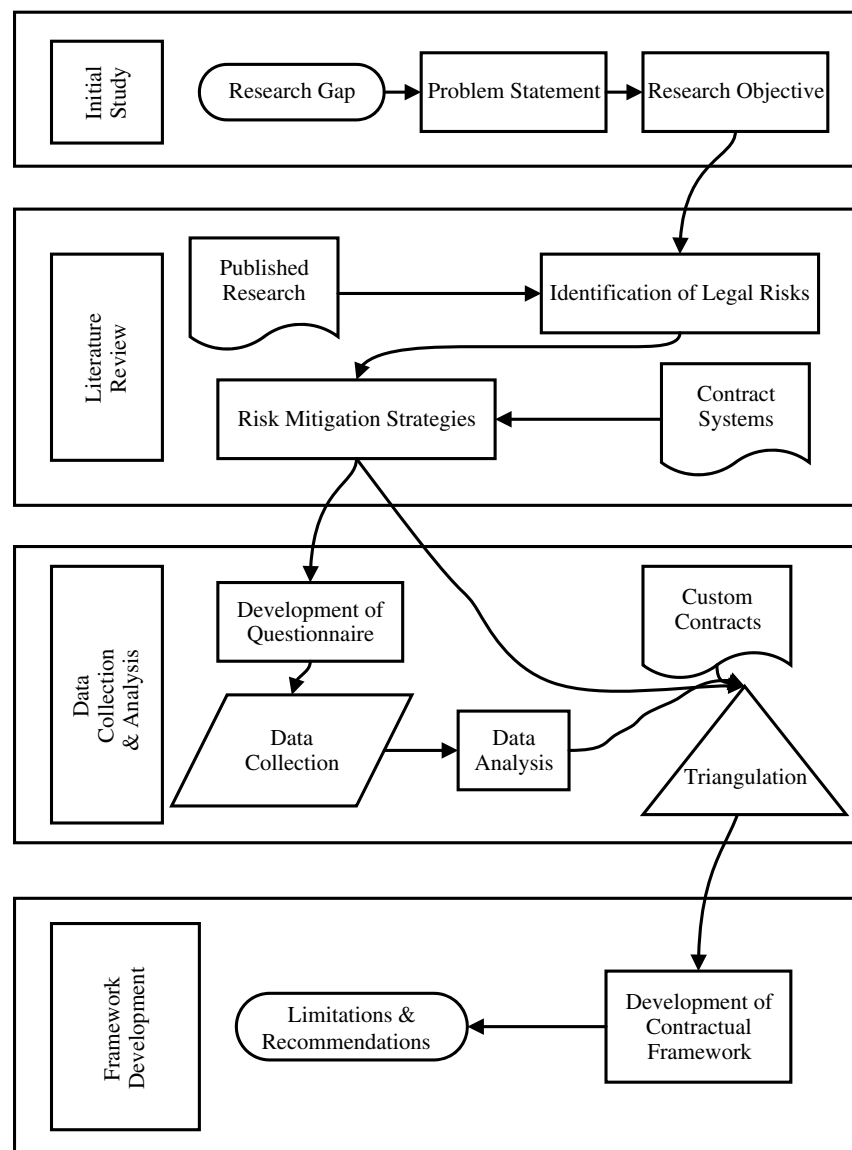 Initial
Study
Research Gap
Problem Statement
Research Objective
Literature
Review
Published
Research
Identification of Legal Risks
Risk Mitigation Strategies
Contract
Systems
Data
Collection
& Analysis
Development of
Questionnaire
Custom
Contracts
Data
Collection
Data
Analysis
Triangulation
Framework
Development
Limitations &
Recommendations
Development of
Contractual
Framework